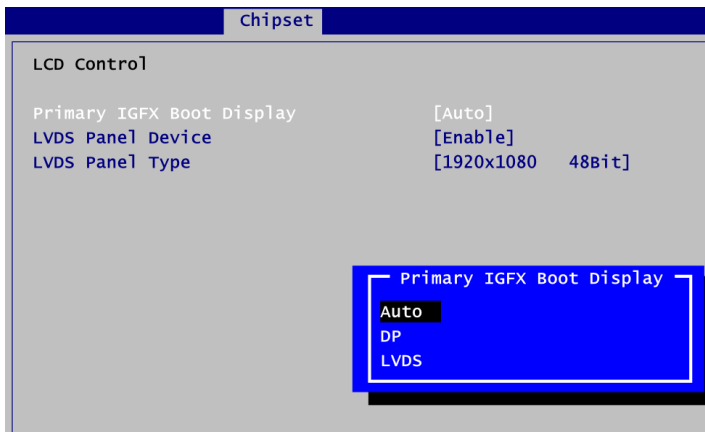 Chipset
LCD Control
Primary IGFX Boot Display [Auto]
LVDS Panel Device [Enable]
LVDS Panel Type [1920x1080 48Bit]
Primary IGFX Boot Display
Auto
DP
LVDS